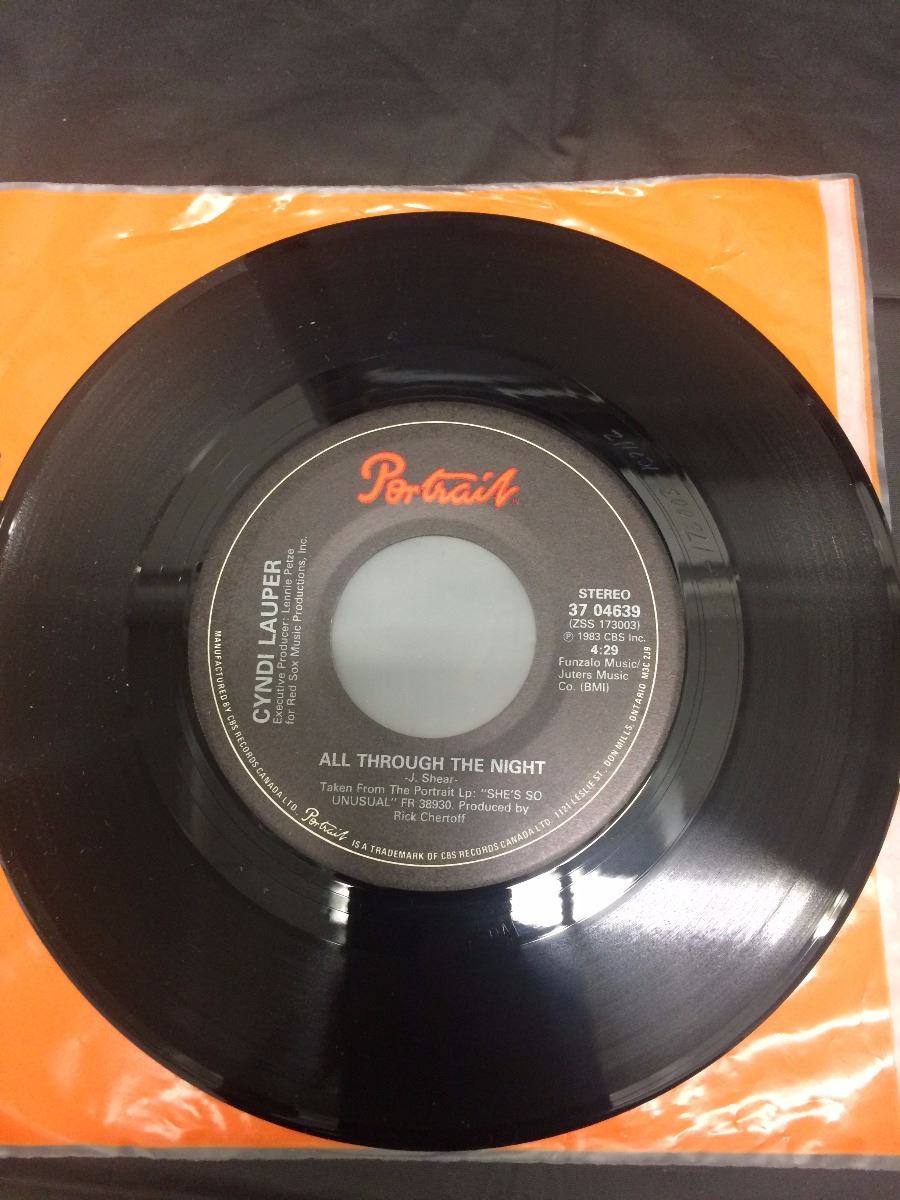 Portrait
CYNDI LAUPER
Executive Producer: Lennie Petze
for Red Sox Music Productions, Inc.
STEREO
37 04639
(ZSS 173003)
℗ 1983 CBS Inc.
4:29
Funzalo Music/
Juters Music
Co. (BMI)
ALL THROUGH THE NIGHT
-J. Shear-
Taken From The Portrait Lp: "SHE'S SO
UNUSUAL" FR 38930. Produced by
Rick Chertoff
MANUFACTURED BY CBS RECORDS CANADA LTD. Portrait IS A TRADEMARK OF CBS RECORDS CANADA LTD. 1121 LESLIE ST., DON MILLS, ONTARIO M3C 2J9